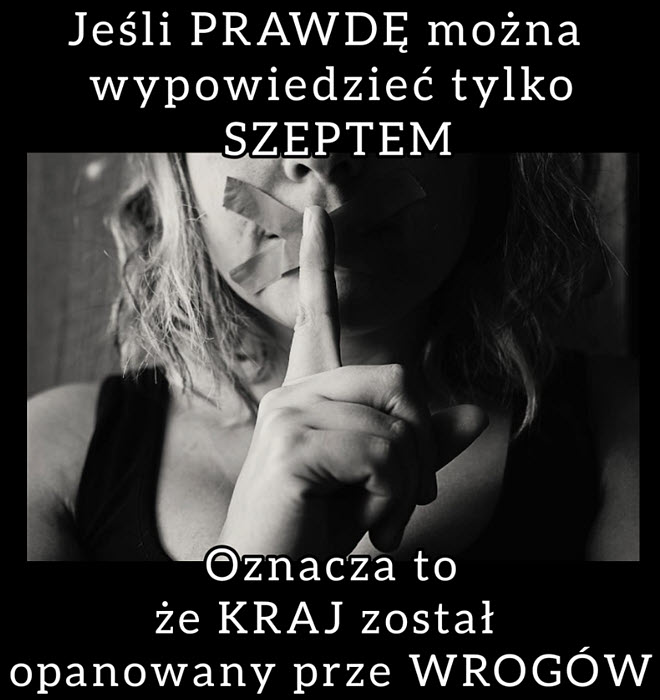 Jeśli PRAWDĘ można
wypowiedzieć tylko
SZEPTEM
Oznacza to
że KRAJ został
opanowany prze WROGÓW